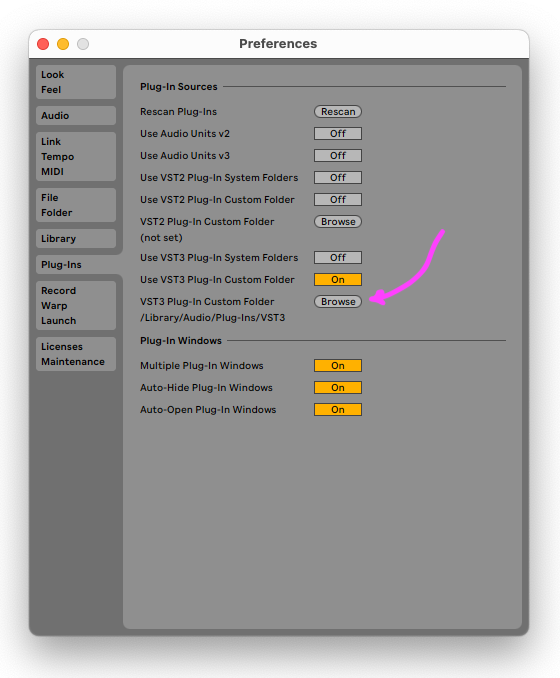 Preferences
Look
Feel
Audio
Link
Tempo
MIDI
File
Folder
Library
Plug-Ins
Record
Warp
Launch
Licenses
Maintenance
Plug-In Sources
Rescan Plug-Ins Rescan
Use Audio Units v2 Off
Use Audio Units v3 Off
Use VST2 Plug-In System Folders Off
Use VST2 Plug-In Custom Folder Off
VST2 Plug-In Custom Folder Browse
(not set)
Use VST3 Plug-In System Folders Off
Use VST3 Plug-In Custom Folder On
VST3 Plug-In Custom Folder Browse
/Library/Audio/Plug-Ins/VST3
Plug-In Windows
Multiple Plug-In Windows On
Auto-Hide Plug-In Windows On
Auto-Open Plug-In Windows On